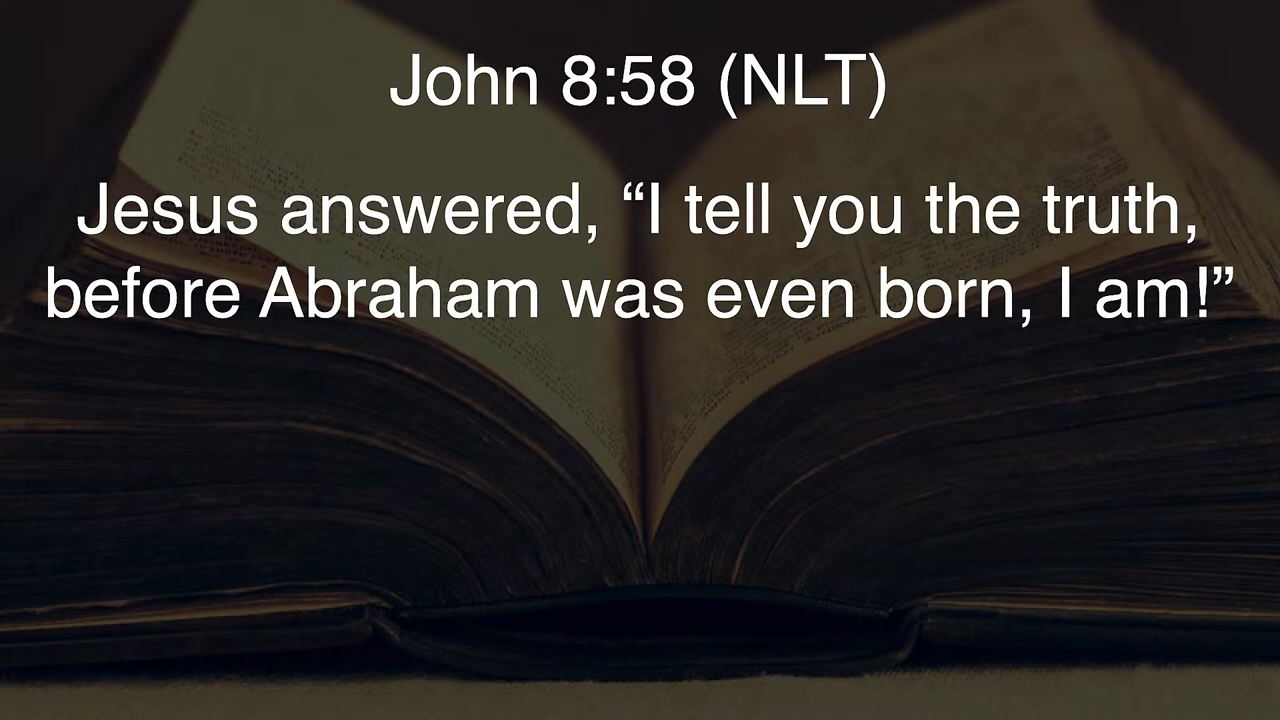 John 8:58 (NLT)
Jesus answered, “I tell you the truth,
before Abraham was even born, I am!”